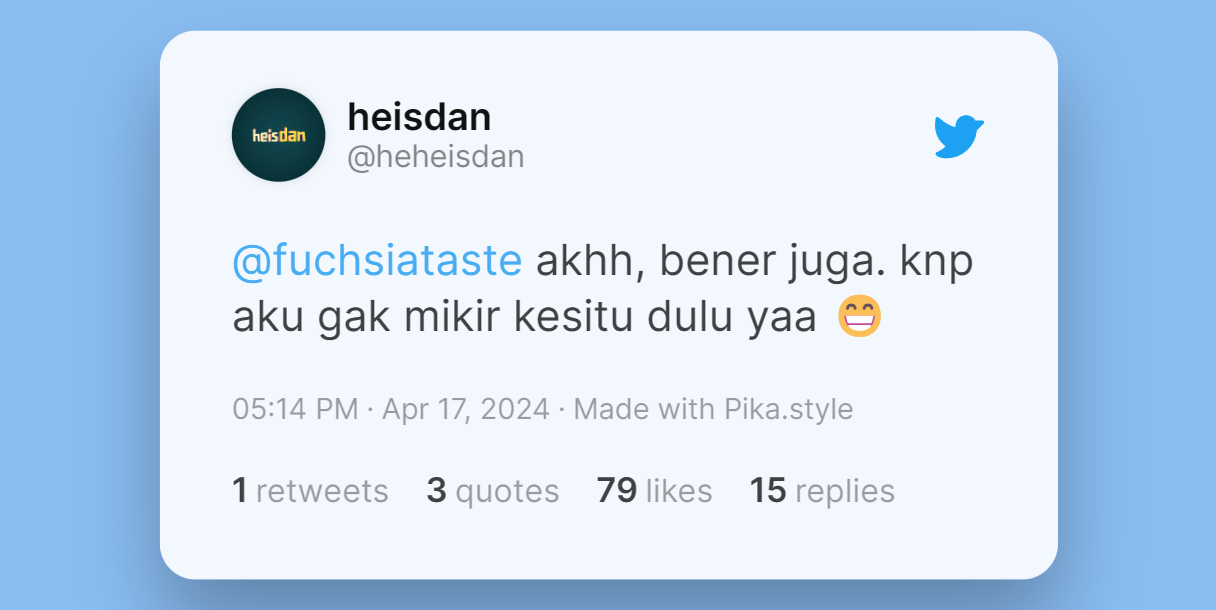 heisdan
heisdan
@heheisdan
@fuchsiataste akhh, bener juga. knp
aku gak mikir kesitu dulu yaa 😁
05:14 PM · Apr 17, 2024 · Made with Pika.style
1 retweets 3 quotes 79 likes 15 replies